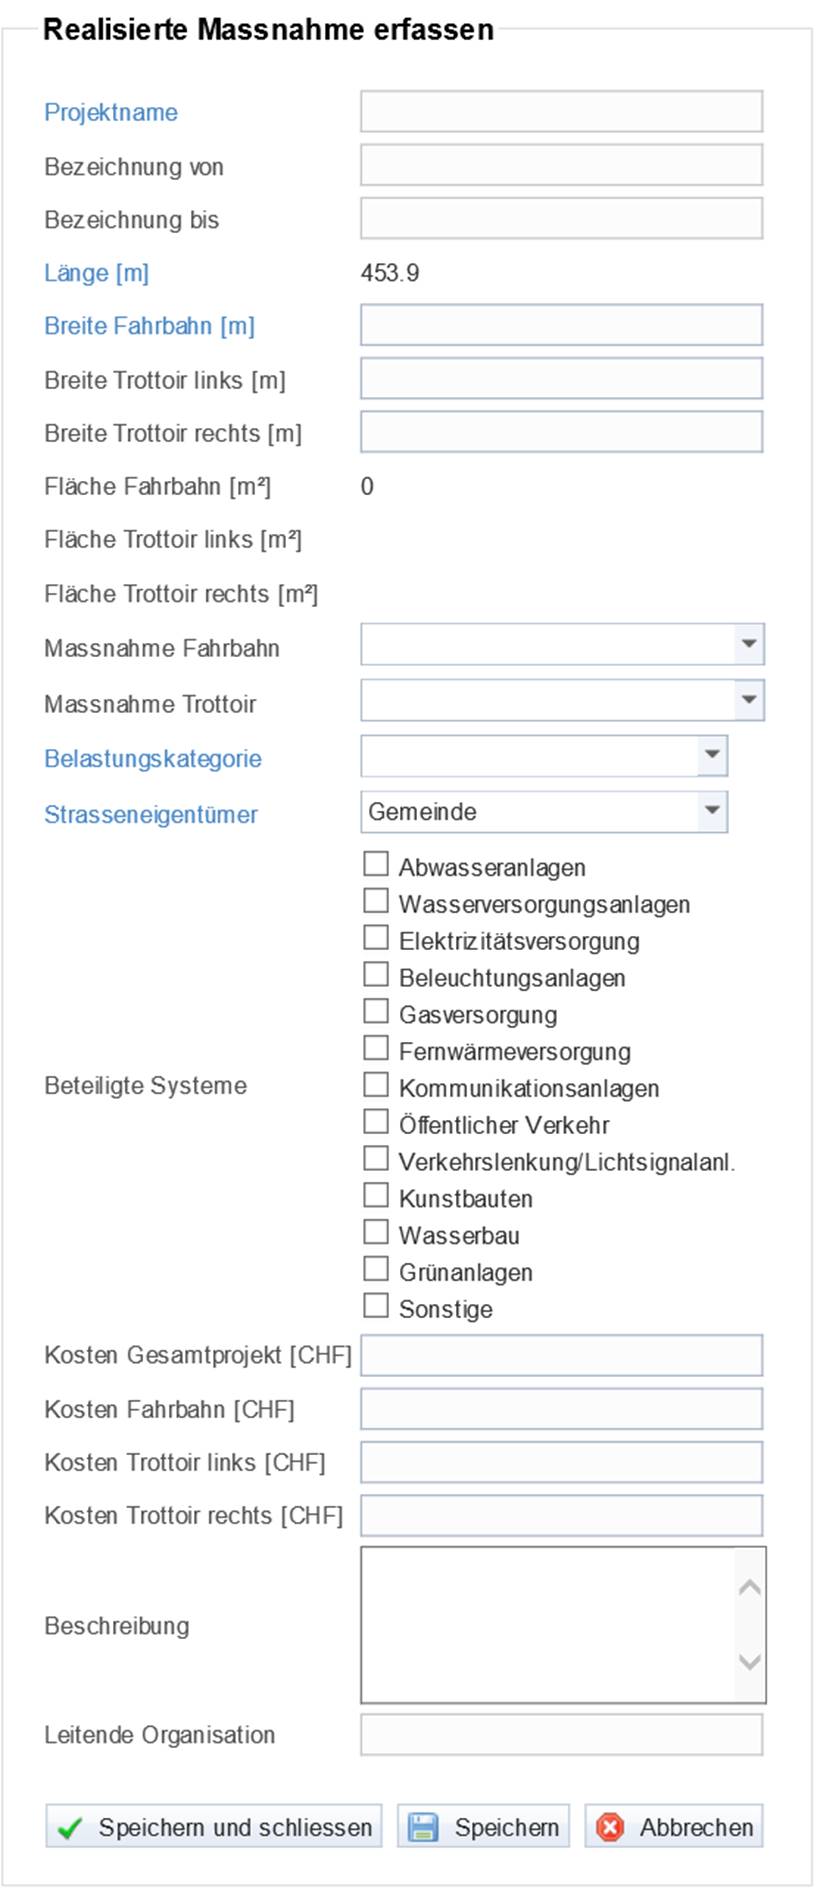 Realisierte Massnahme erfassen
Projektname
Bezeichnung von
Bezeichnung bis
Länge [m] 453.9
Breite Fahrbahn [m]
Breite Trottoir links [m]
Breite Trottoir rechts [m]
Fläche Fahrbahn [m²] 0
Fläche Trottoir links [m²]
Fläche Trottoir rechts [m²]
Massnahme Fahrbahn
Massnahme Trottoir
Belastungskategorie
Strasseneigentümer Gemeinde
Beteiligte Systeme
Abwasseranlagen
Wasserversorgungsanlagen
Elektrizitätsversorgung
Beleuchtungsanlagen
Gasversorgung
Fernwärmeversorgung
Kommunikationsanlagen
Öffentlicher Verkehr
Verkehrslenkung/Lichtsignalanl.
Kunstbauten
Wasserbau
Grünanlagen
Sonstige
Kosten Gesamtprojekt [CHF]
Kosten Fahrbahn [CHF]
Kosten Trottoir links [CHF]
Kosten Trottoir rechts [CHF]
Beschreibung
Leitende Organisation
Speichern und schliessen Speichern Abbrechen